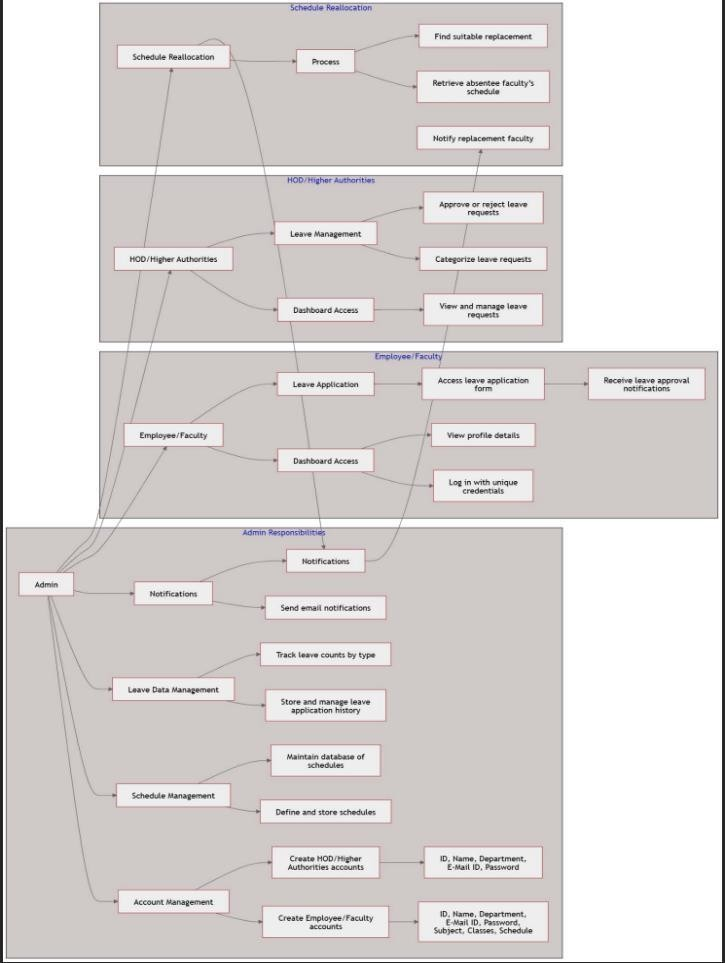 Schedule Reallocation
Find suitable replacement
Schedule Reallocation
Process
Retrieve absentee faculty's
schedule
Notify replacement faculty
HOD/Higher Authorities
Approve or reject leave
requests
Leave Management
HOD/Higher Authorities
Categorize leave requests
Dashboard Access
View and manage leave
requests
Employee/Faculty
Leave Application
Access leave application
form
Receive leave approval
notifications
Employee/Faculty
View profile details
Dashboard Access
Log in with unique
credentials
Admin Responsibilities
Notifications
Admin
Notifications
Send email notifications
Track leave counts by type
Leave Data Management
Store and manage leave
application history
Maintain database of
schedules
Schedule Management
Define and store schedules
Create HOD/Higher
Authorities accounts
ID, Name, Department,
E-Mail ID, Password
Account Management
Create Employee/Faculty
accounts
ID, Name, Department,
E-Mail ID, Password,
Subject, Classes, Schedule